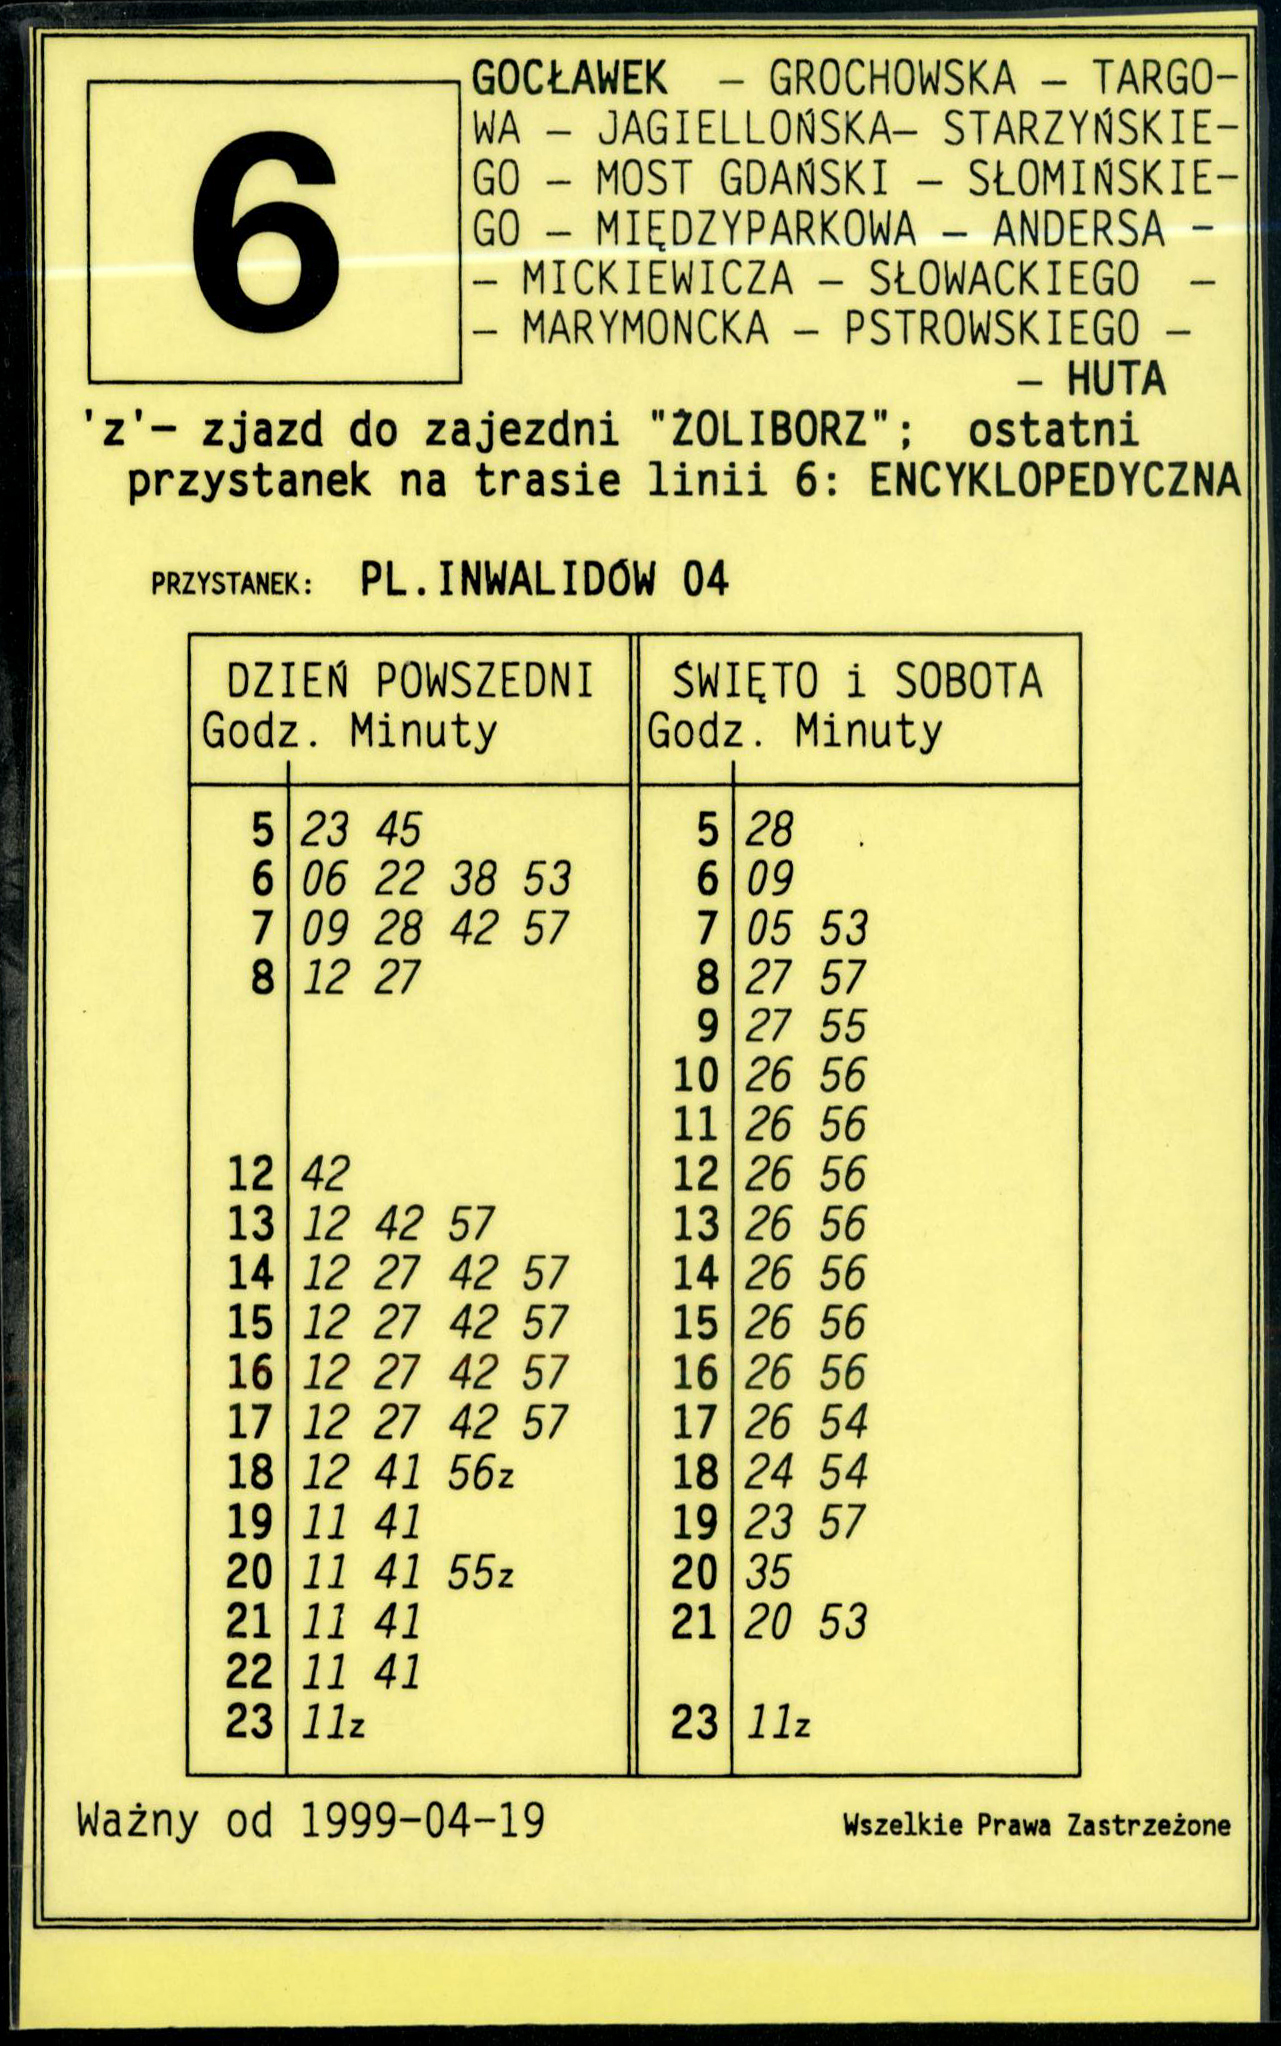 6
GOCŁAWEK – GROCHOWSKA – TARGO–
WA – JAGIELLOŃSKA– STARZYŃSKIE–
GO – MOST GDAŃSKI – SŁOMIŃSKIE–
GO – MIĘDZYPARKOWA – ANDERSA –
– MICKIEWICZA – SŁOWACKIEGO –
– MARYMONCKA – PSTROWSKIEGO –
– HUTA
'z'– zjazd do zajezdni "ŻOLIBORZ"; ostatni
przystanek na trasie linii 6: ENCYKLOPEDYCZNA
PRZYSTANEK: PL.INWALIDÓW 04
DZIEŃ POWSZEDNI
Godz. Minuty
5 23 45
6 06 22 38 53
7 09 28 42 57
8 12 27
12 42
13 12 42 57
14 12 27 42 57
15 12 27 42 57
16 12 27 42 57
17 12 27 42 57
18 12 41 56z
19 11 41
20 11 41 55z
21 11 41
22 11 41
23 11z
ŚWIĘTO i SOBOTA
Godz. Minuty
5 28
6 09
7 05 53
8 27 57
9 27 55
10 26 56
11 26 56
12 26 56
13 26 56
14 26 56
15 26 56
16 26 56
17 26 54
18 24 54
19 23 57
20 35
21 20 53
23 11z
Ważny od 1999–04–19
Wszelkie Prawa Zastrzeżone